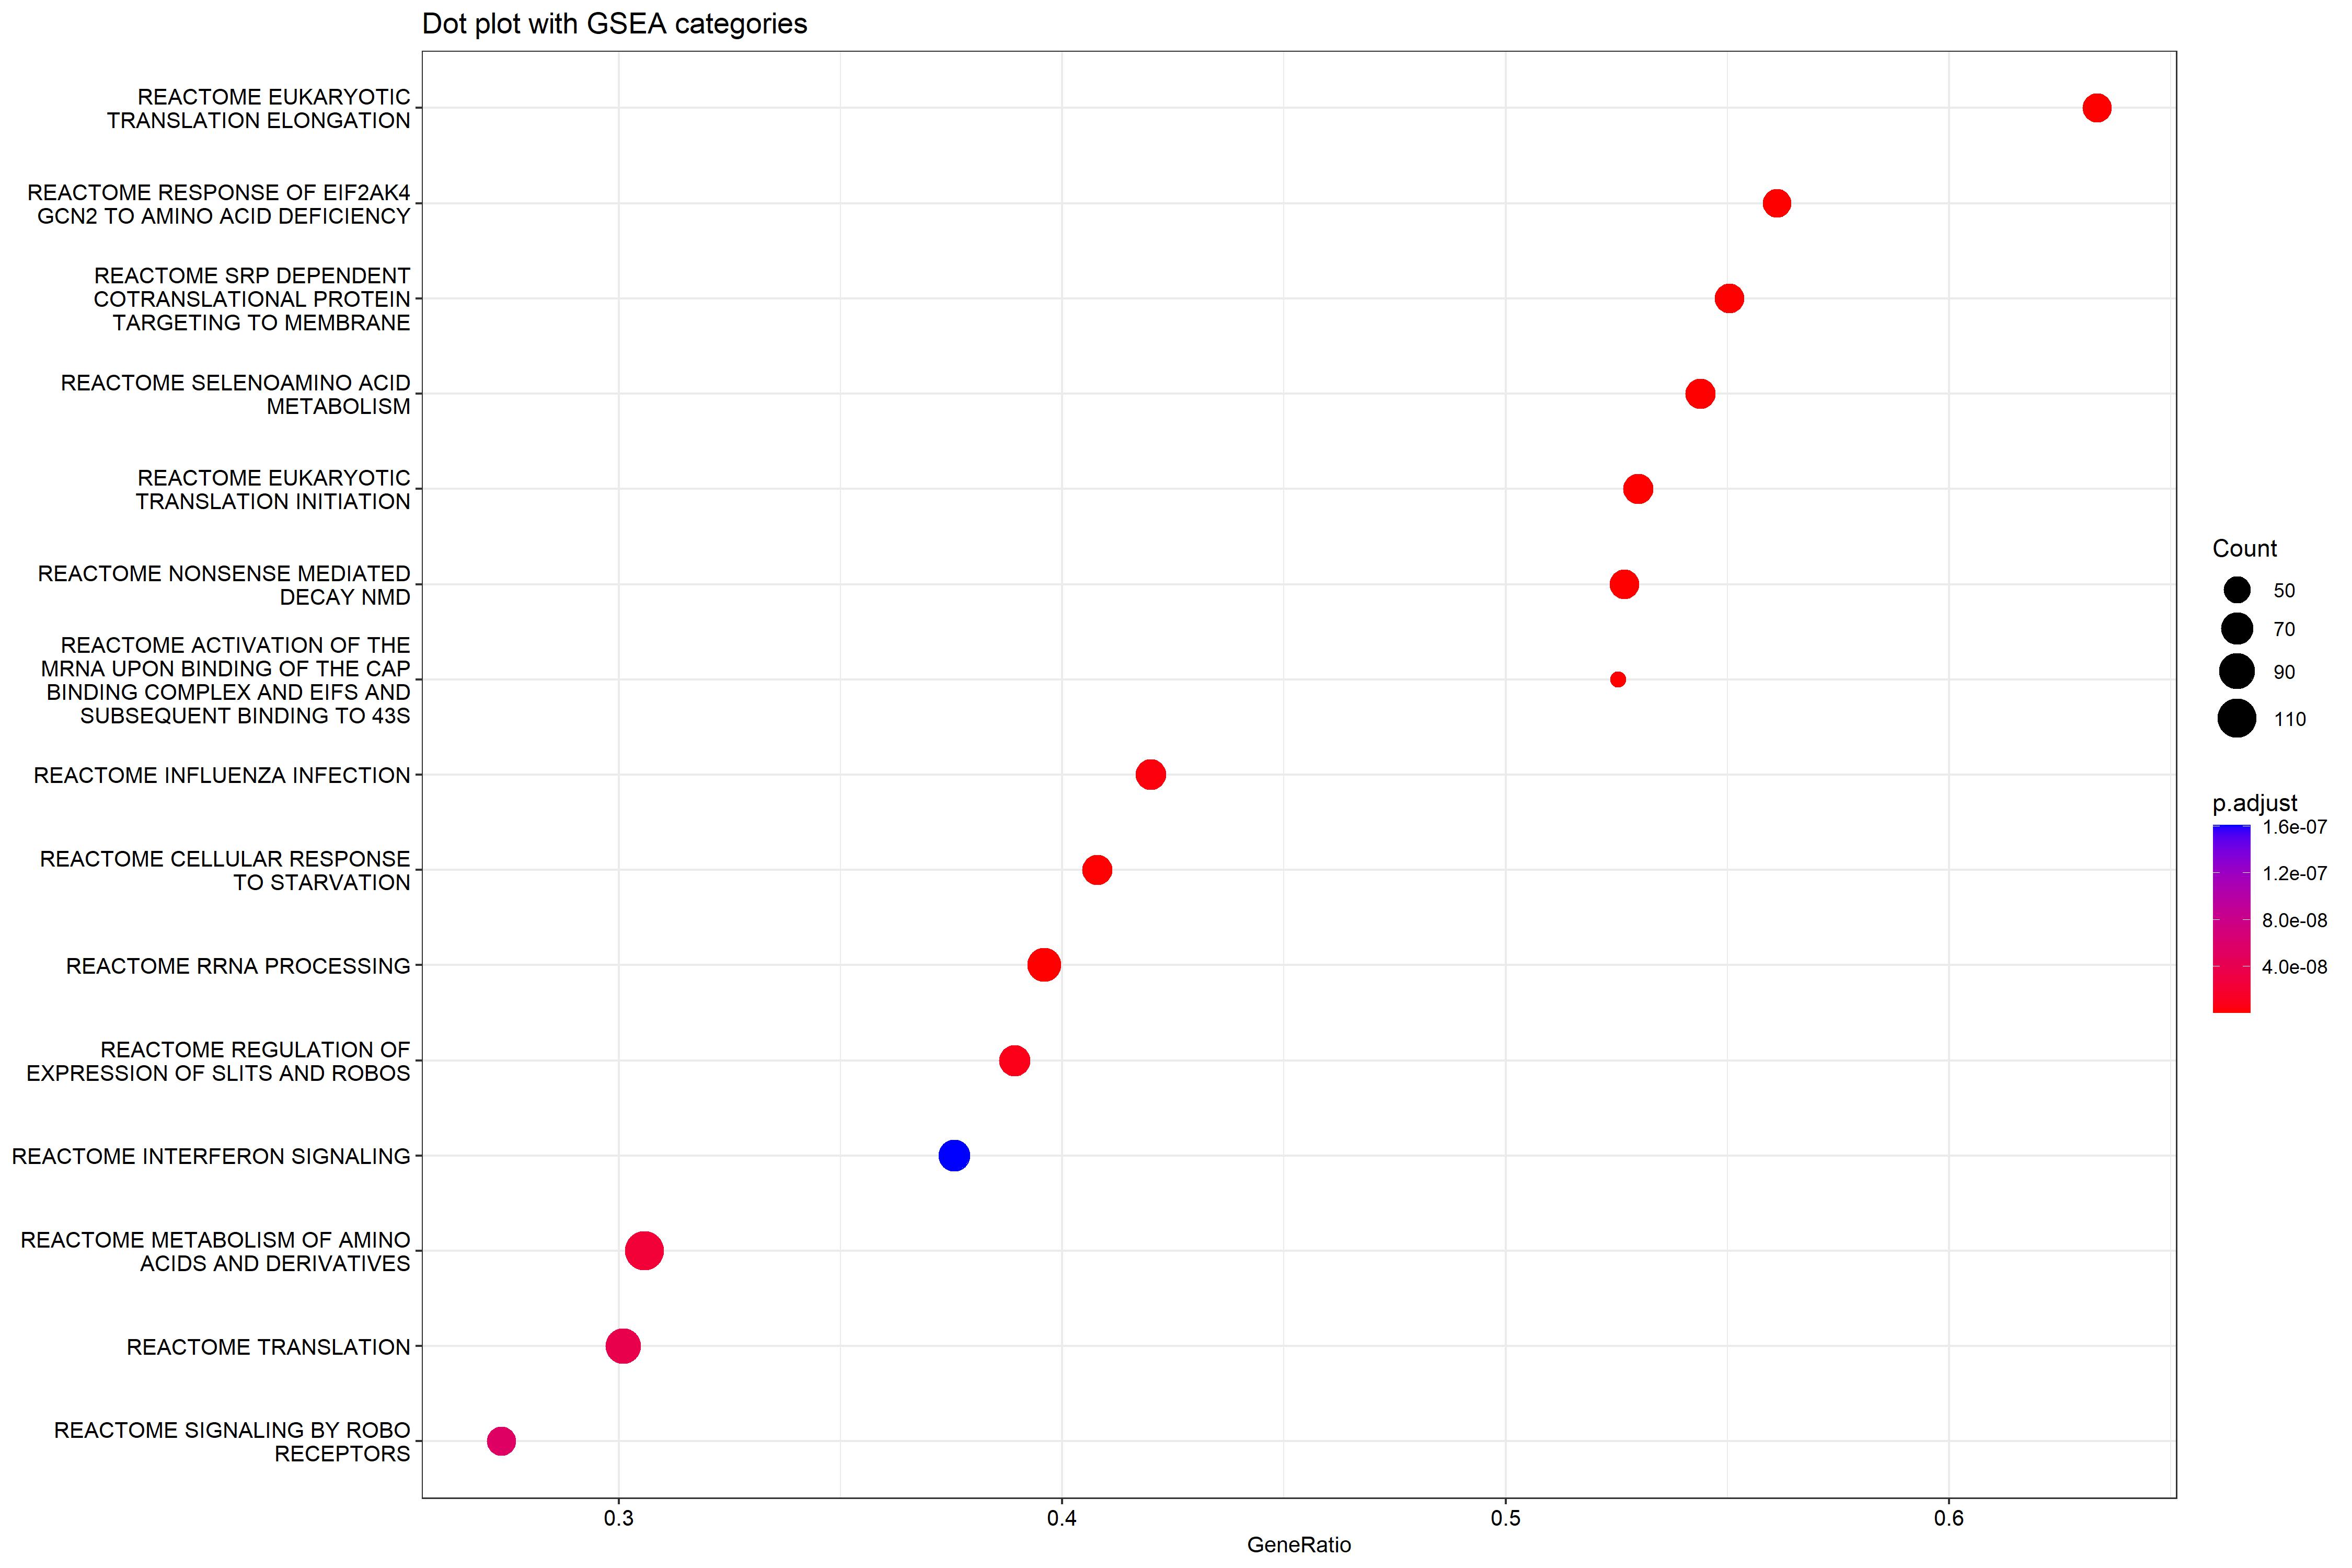 Dot plot with GSEA categories
REACTOME EUKARYOTIC
TRANSLATION ELONGATION
REACTOME RESPONSE OF EIF2AK4
GCN2 TO AMINO ACID DEFICIENCY
REACTOME SRP DEPENDENT
COTRANSLATIONAL PROTEIN
TARGETING TO MEMBRANE
REACTOME SELENOAMINO ACID
METABOLISM
REACTOME EUKARYOTIC
TRANSLATION INITIATION
REACTOME NONSENSE MEDIATED
DECAY NMD
REACTOME ACTIVATION OF THE
MRNA UPON BINDING OF THE CAP
BINDING COMPLEX AND EIFS AND
SUBSEQUENT BINDING TO 43S
REACTOME INFLUENZA INFECTION
REACTOME CELLULAR RESPONSE
TO STARVATION
REACTOME RRNA PROCESSING
REACTOME REGULATION OF
EXPRESSION OF SLITS AND ROBOS
REACTOME INTERFERON SIGNALING
REACTOME METABOLISM OF AMINO
ACIDS AND DERIVATIVES
REACTOME TRANSLATION
REACTOME SIGNALING BY ROBO
RECEPTORS
0.3 0.4 0.5 0.6
GeneRatio
Count
50
70
90
110
p.adjust
1.6e-07
1.2e-07
8.0e-08
4.0e-08